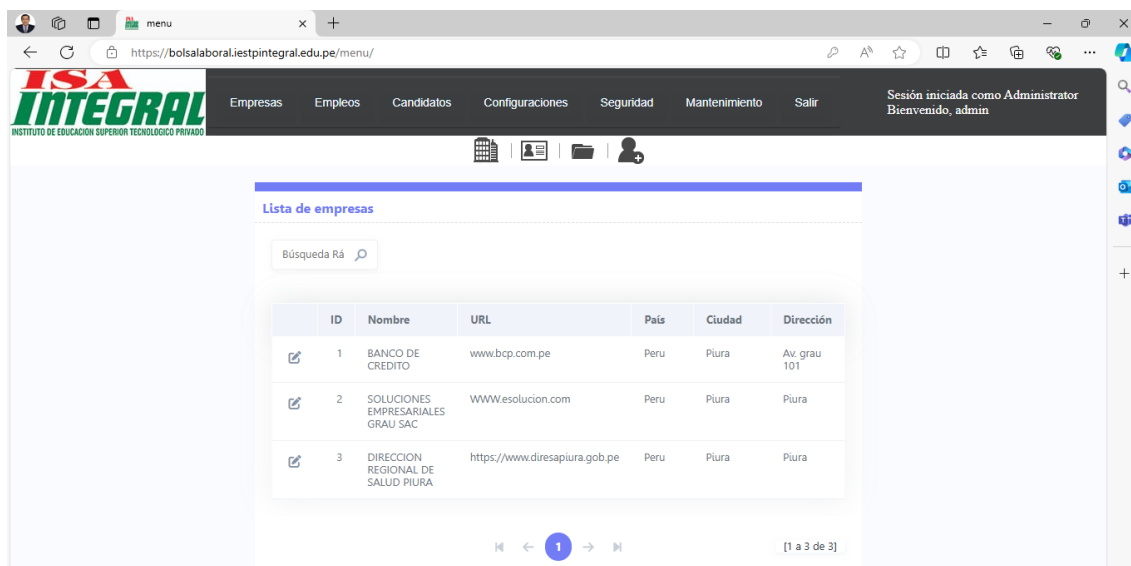 menu
https://bolsalaboral.iestpintegral.edu.pe/menu/
ISA
INTEGRAL
INSTITUTO DE EDUCACION SUPERIOR TECNOLOGICO PRIVADO
Empresas Empleos Candidatos Configuraciones Seguridad Mantenimiento Salir
Sesión iniciada como Administrator
Bienvenido, admin
Lista de empresas
Búsqueda Rá
ID Nombre URL País Ciudad Dirección
1 BANCO DE www.bcp.com.pe Peru Piura Av. grau
CREDITO 101
2 SOLUCIONES WWW.esolucion.com Peru Piura Piura
EMPRESARIALES
GRAU SAC
3 DIRECCION https://www.diresapiura.gob.pe Peru Piura Piura
REGIONAL DE
SALUD PIURA
1
[1 a 3 de 3]